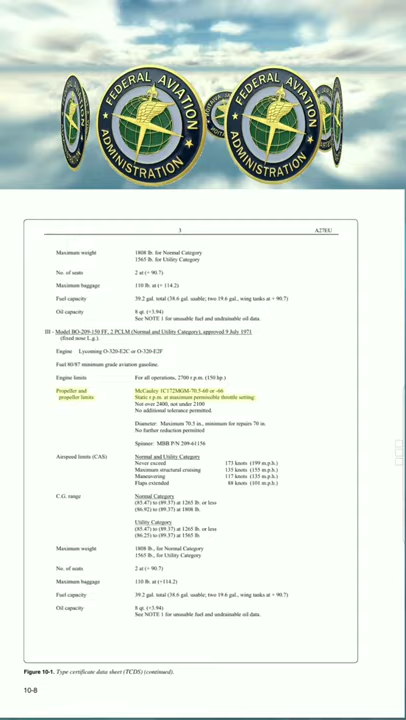 FEDERAL AVIATION
ADMINISTRATION
FEDERAL AVIATION
ADMINISTRATION
3 A27EU
Maximum weight 1808 lb. for Normal Category
1565 lb. for Utility Category
No. of seats 2 at (+ 90.7)
Maximum baggage 110 lb. at (+ 114.2)
Fuel capacity 39.2 gal. total (38.6 gal. usable; two 19.6 gal., wing tanks at + 90.7)
Oil capacity 8 qt. (+3.94)
See NOTE 1 for unusable fuel and undrainable oil data.
III - Model BO-209-150 FF, 2 PCLM (Normal and Utility Category), approved 9 July 1971
(fixed nose L.g.).
Engine Lycoming O-320-E2C or O-320-E2F
Fuel 80/87 minimum grade aviation gasoline
Engine limits For all operations, 2700 r.p.m. (150 hp.)
Propeller and McCauley 1C172MGM-70.5-60 or -66
propeller limits Static r.p.m. at maximum permissible throttle setting:
Not over 2400, not under 2100
No additional tolerance permitted
Diameter: Maximum 70.5 in., minimum for repairs 70 in.
No further reduction permitted
Spinner: MBB P/N 209-61156
Airspeed limits (CAS) Normal and Utility Category
Never exceed 173 knots (199 m.p.h.)
Maximum structural cruising 135 knots (155 m.p.h.)
Maneuvering 117 knots (135 m.p.h.)
Flaps extended 88 knots (101 m.p.h.)
C.G. range Normal Category
(85.47) to (89.37) at 1265 lb. or less
(86.92) to (89.37) at 1808 lb.
Utility Category
(85.47) to (89.37) at 1265 lb. or less
(86.25) to (89.37) at 1565 lb
Maximum weight 1808 lb., for Normal Category
1565 lb., for Utility Category
No. of seats 2 at (+ 90.7)
Maximum baggage 110 lb. at (+114.2)
Fuel capacity 39.2 gal. total (38.6 gal. usable; two 19.6 gal., wing tanks at + 90.7)
Oil capacity 8 qt. (+3.94)
See NOTE 1 for unusable fuel and undrainable oil data.
Figure 10-1. Type certificate data sheet (TCDS) (continued).
10-8